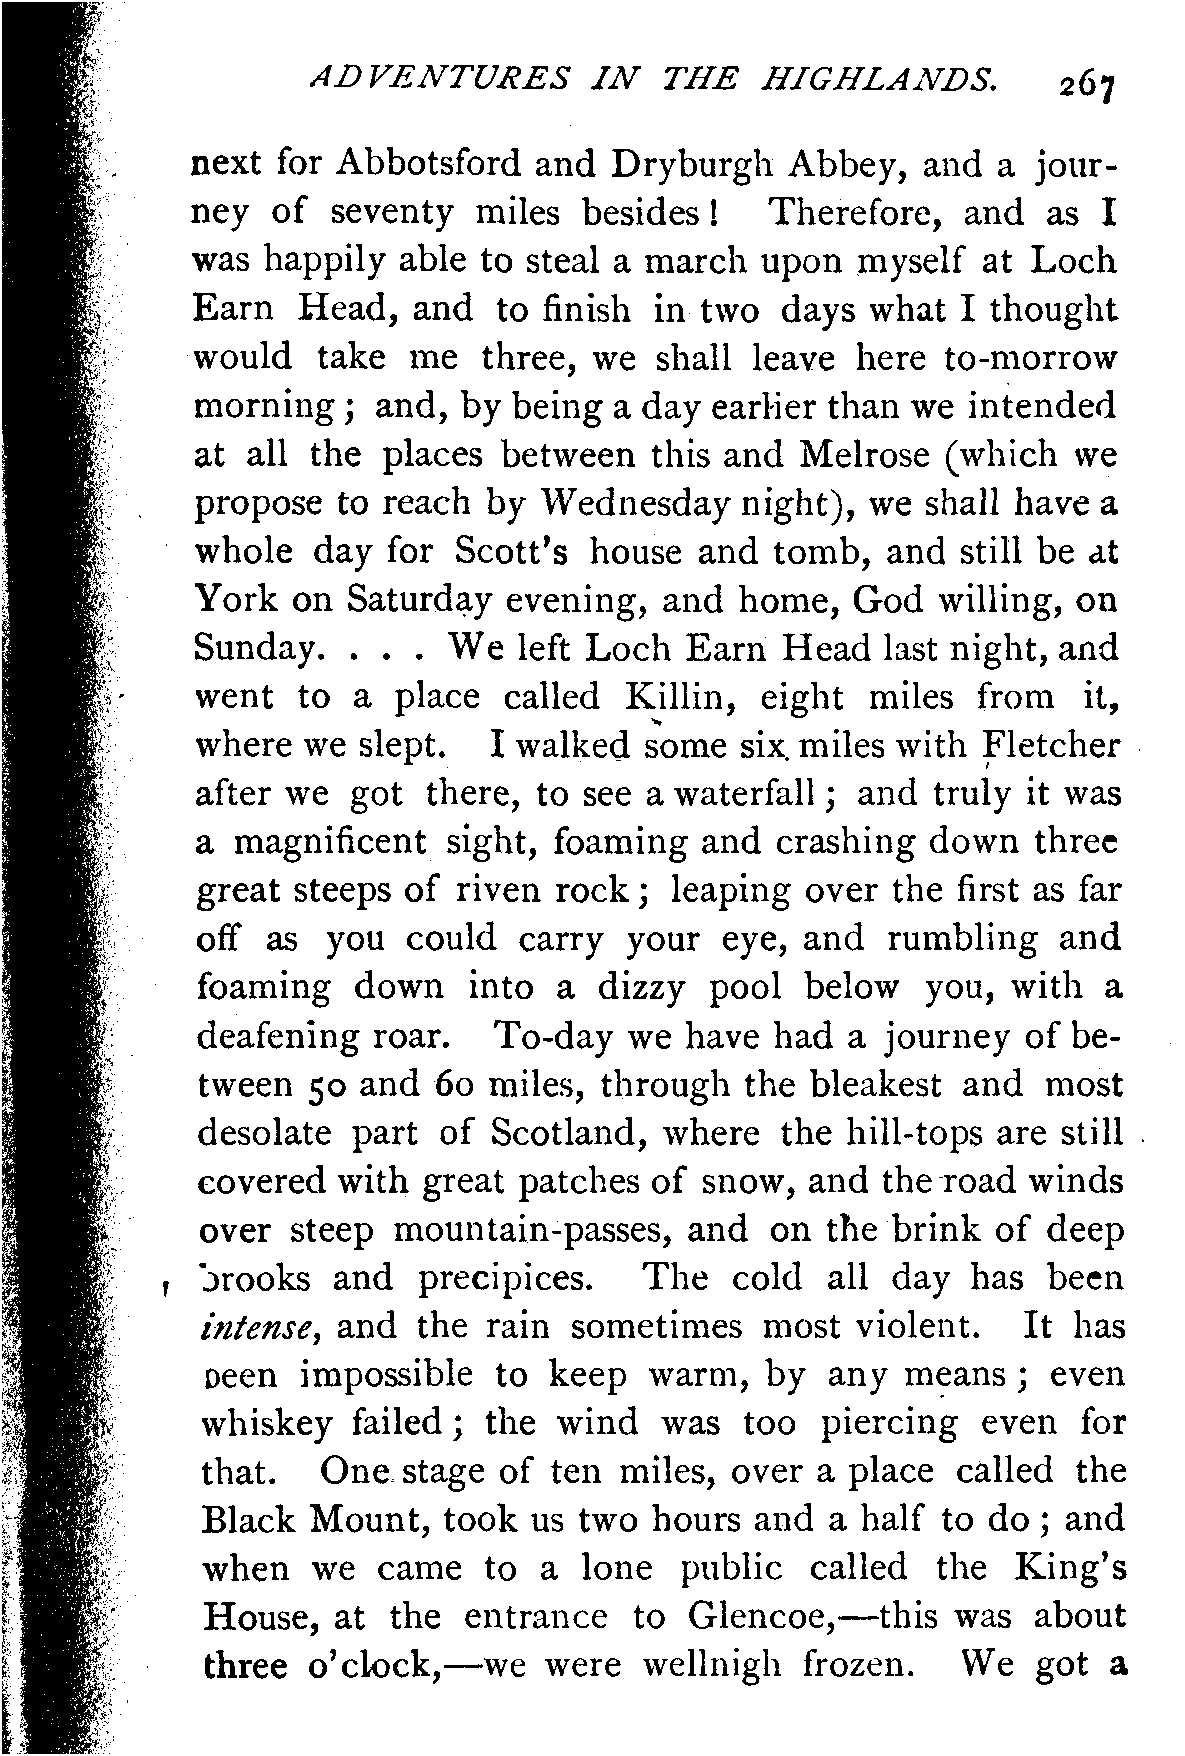 ADVENTURES IN THE HIGHLANDS. 267
next for Abbotsford and Dryburgh Abbey, and a jour-
ney of seventy miles besides! Therefore, and as I
was happily able to steal a march upon myself at Loch
Earn Head, and to finish in two days what I thought
would take me three, we shall leave here to-morrow
morning; and, by being a day earlier than we intended
at all the places between this and Melrose (which we
propose to reach by Wednesday night), we shall have a
whole day for Scott's house and tomb, and still be at
York on Saturday evening, and home, God willing, on
Sunday. . . . We left Loch Earn Head last night, and
went to a place called Killin, eight miles from it,
where we slept. I walked some six miles with Fletcher
after we got there, to see a waterfall; and truly it was
a magnificent sight, foaming and crashing down three
great steeps of riven rock; leaping over the first as far
off as you could carry your eye, and rumbling and
foaming down into a dizzy pool below you, with a
deafening roar. To-day we have had a journey of be-
tween 50 and 60 miles, through the bleakest and most
desolate part of Scotland, where the hill-tops are still
covered with great patches of snow, and the road winds
over steep mountain-passes, and on the brink of deep
brooks and precipices. The cold all day has been
intense, and the rain sometimes most violent. It has
been impossible to keep warm, by any means; even
whiskey failed; the wind was too piercing even for
that. One stage of ten miles, over a place called the
Black Mount, took us two hours and a half to do; and
when we came to a lone public called the King's
House, at the entrance to Glencoe,—this was about
three o'clock,—we were wellnigh frozen. We got a